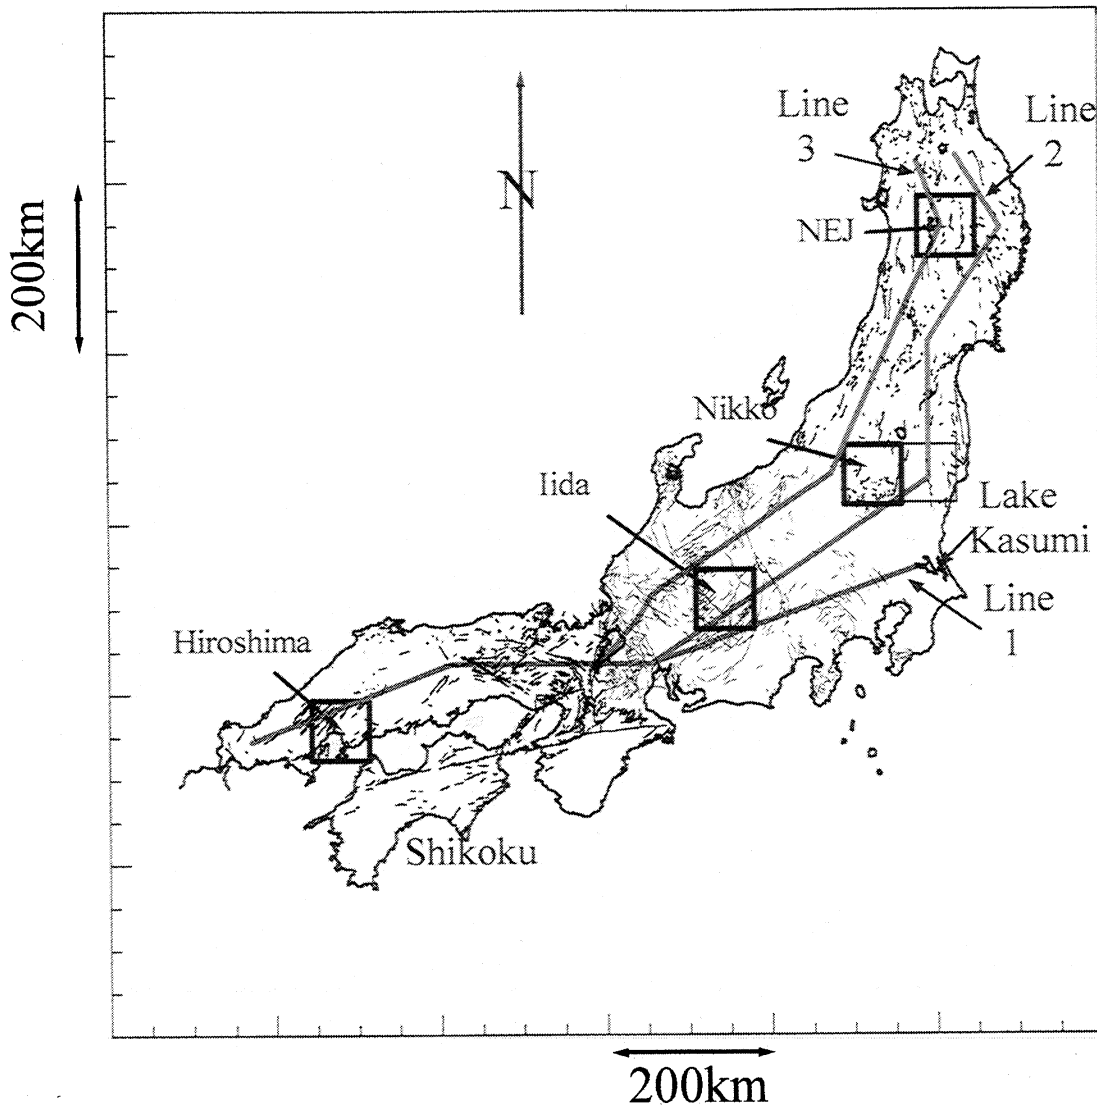 Line
3
Line
2
N
NEJ
200km
Nikko
Iida
Lake
Kasumi
Line
1
Hiroshima
Shikoku
200km